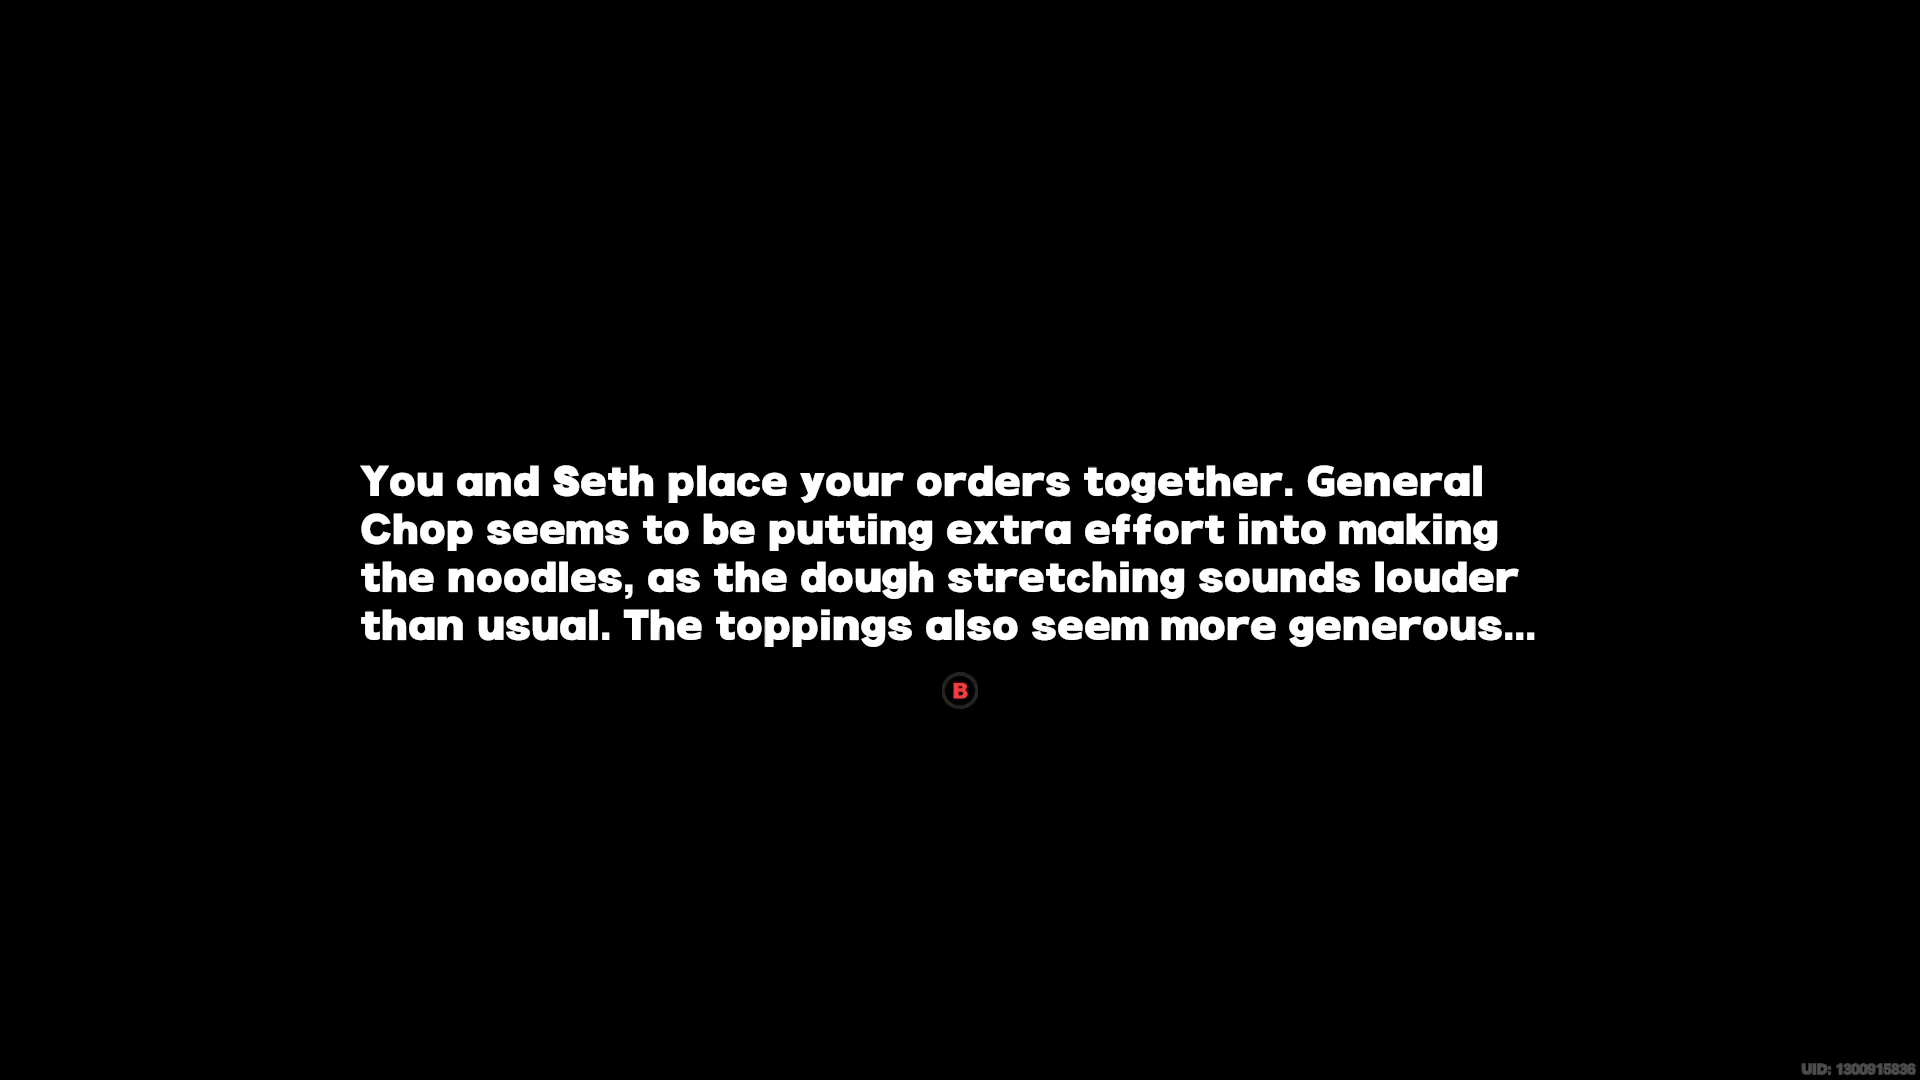 You and Seth place your orders together. General
Chop seems to be putting extra effort into making
the noodles, as the dough stretching sounds louder
than usual. The toppings also seem more generous...
B
UID: 1300915836